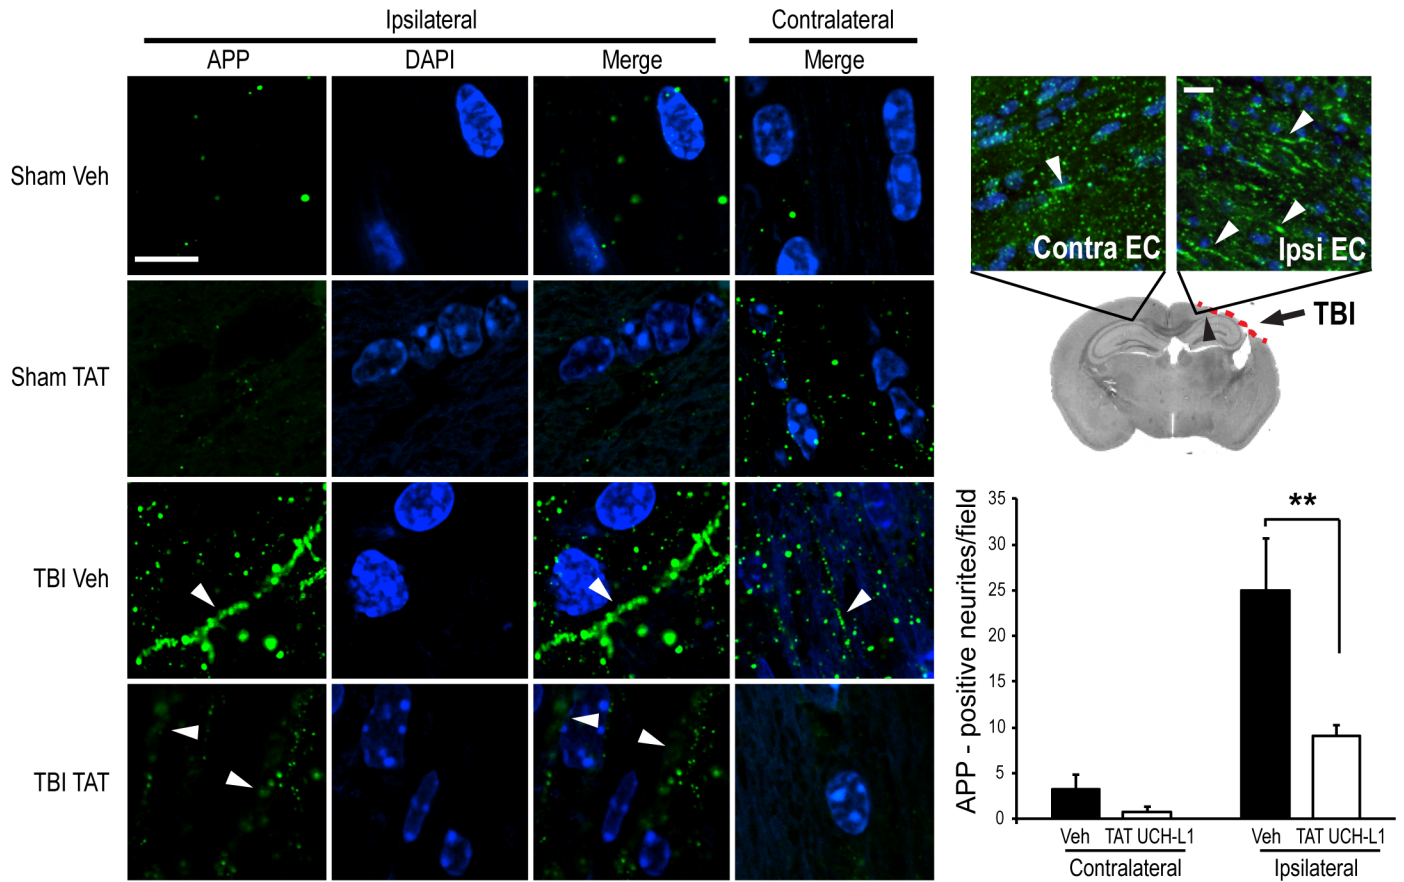 Ipsilateral
Contralateral
APP
DAPI
Merge
Merge
Sham Veh
Sham TAT
TBI Veh
TBI TAT
Contra EC
Ipsi EC
TBI
APP - positive neurites/field
35
30
25
20
15
10
5
0
**
Veh
TAT UCH-L1
Veh
TAT UCH-L1
Contralateral
Ipsilateral